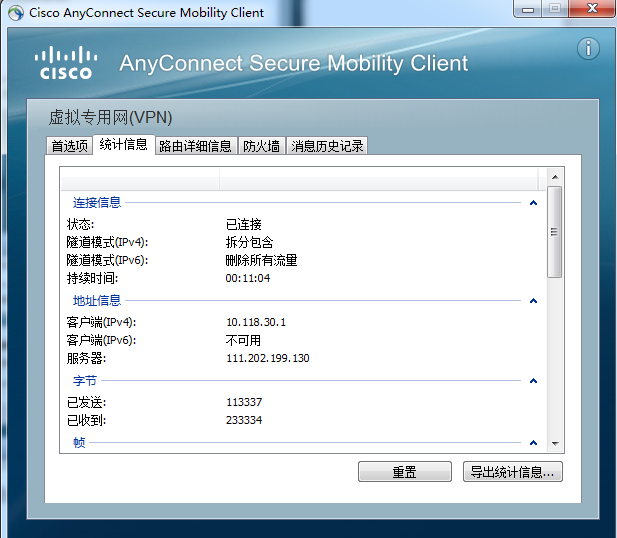 Cisco AnyConnect Secure Mobility Client
CISCO AnyConnect Secure Mobility Client
虚拟专用网(VPN)
首选项 统计信息 路由详细信息 防火墙 消息历史记录
连接信息
状态: 已连接
隧道模式(IPv4): 拆分包含
隧道模式(IPv6): 删除所有流量
持续时间: 00:11:04
地址信息
客户端(IPv4): 10.118.30.1
客户端(IPv6): 不可用
服务器: 111.202.199.130
字节
已发送: 113337
已收到: 233334
帧
重置 导出统计信息...